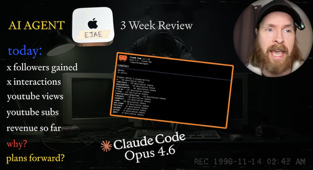 AI AGENT
EJAE
3 Week Review
today:
x followers gained
x interactions
youtube views
youtube subs
revenue so far
why?
plans forward?
Claude Code
Opus 4.6
REC 1996-11-14 02:43 AM